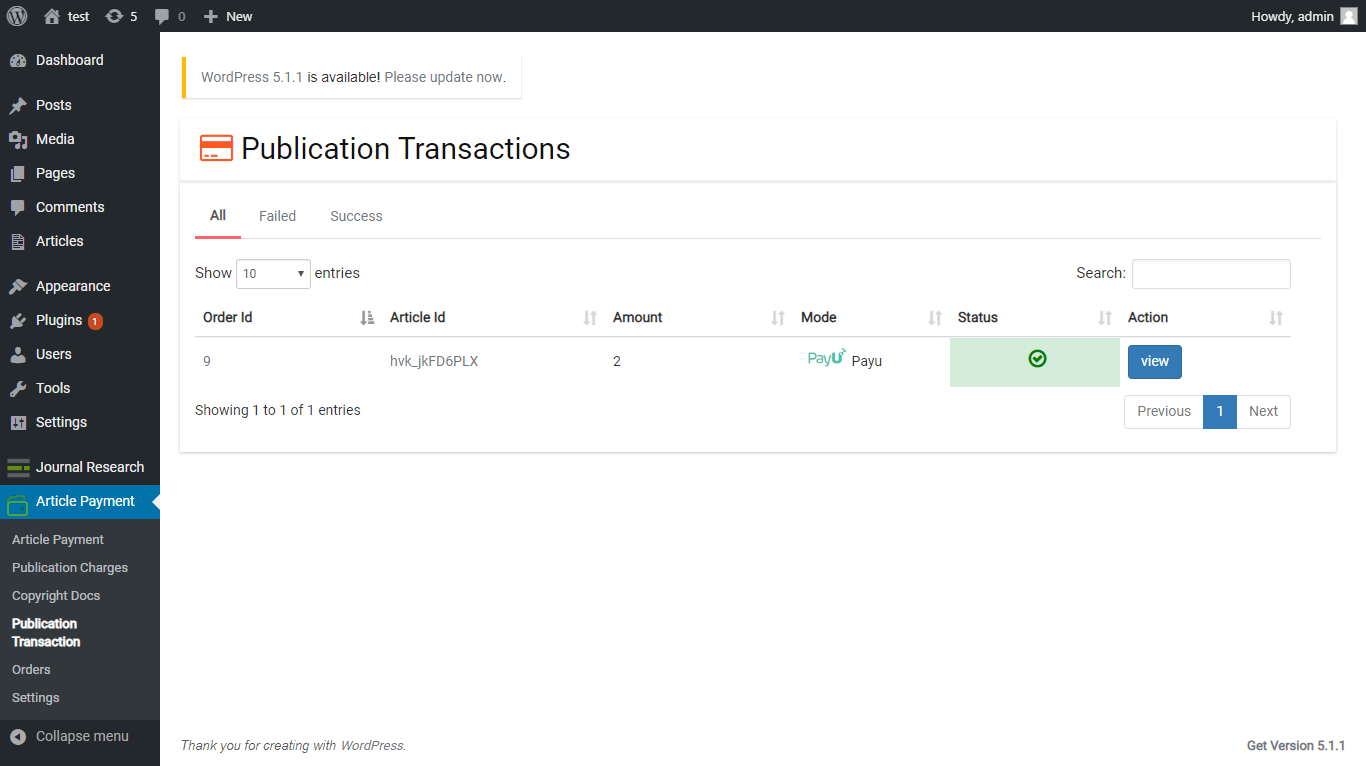 test 5 0 New Howdy, admin
Dashboard
Posts
Media
Pages
Comments
Articles
Appearance
Plugins 1
Users
Tools
Settings
Journal Research
Article Payment
Article Payment
Publication Charges
Copyright Docs
Publication
Transaction
Orders
Settings
Collapse menu
WordPress 5.1.1 is available! Please update now.
Publication Transactions
All Failed Success
Show 10 entries Search:
Order Id Article Id Amount Mode Status Action
9 hvk_jkFD6PLX 2 PayU Payu view
Showing 1 to 1 of 1 entries Previous 1 Next
Thank you for creating with WordPress. Get Version 5.1.1